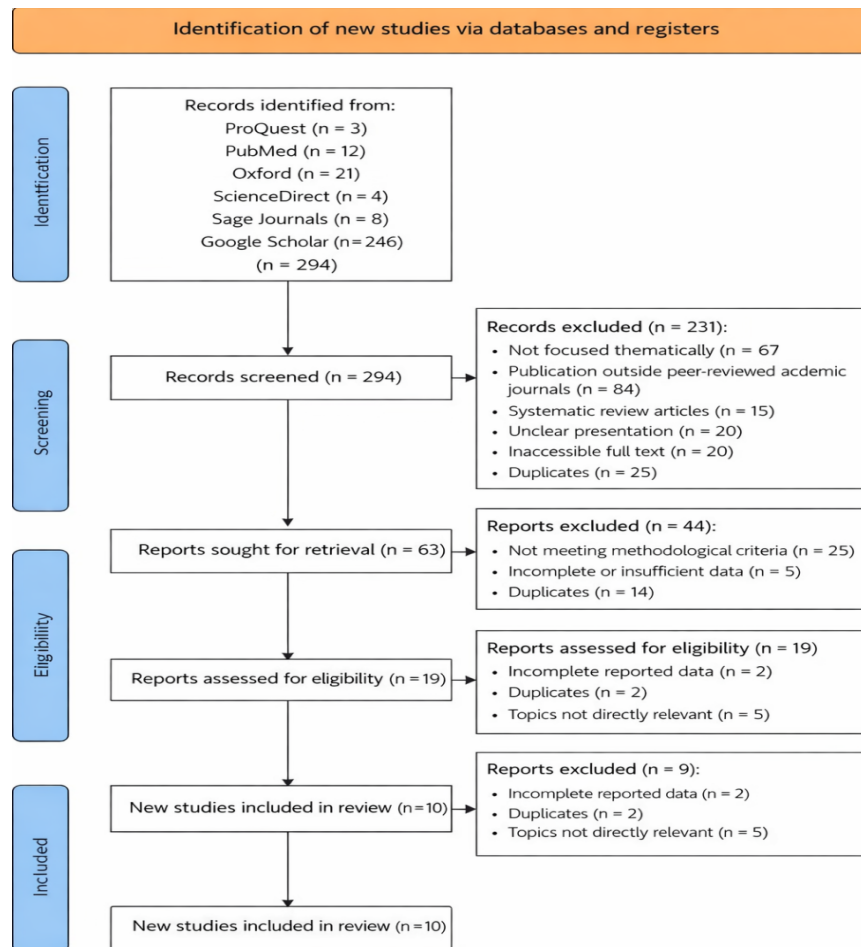 Identification of new studies via databases and registers
Identification
Records identified from:
ProQuest (n = 3)
PubMed (n = 12)
Oxford (n = 21)
ScienceDirect (n = 4)
Sage Journals (n = 8)
Google Scholar (n=246)
(n = 294)
Screening
Records screened (n = 294)
Records excluded (n = 231):
• Not focused thematically (n = 67
• Publication outside peer-reviewed acdemic
journals (n = 84)
• Systematic review articles (n = 15)
• Unclear presentation (n = 20)
• Inaccessible full text (n = 20)
• Duplicates (n = 25)
Eligibility
Reports sought for retrieval (n = 63)
Reports excluded (n = 44):
• Not meeting methodological criteria (n = 25)
• Incomplete or insufficient data (n = 5)
• Duplicates (n = 14)
Reports assessed for eligibility (n = 19)
Reports assessed for eligibility (n = 19)
• Incomplete reported data (n = 2)
• Duplicates (n = 2)
• Topics not directly relevant (n = 5)
Included
New studies included in review (n=10)
Reports excluded (n = 9):
• Incomplete reported data (n = 2)
• Duplicates (n = 2)
• Topics not directly relevant (n = 5)
New studies included in review (n=10)